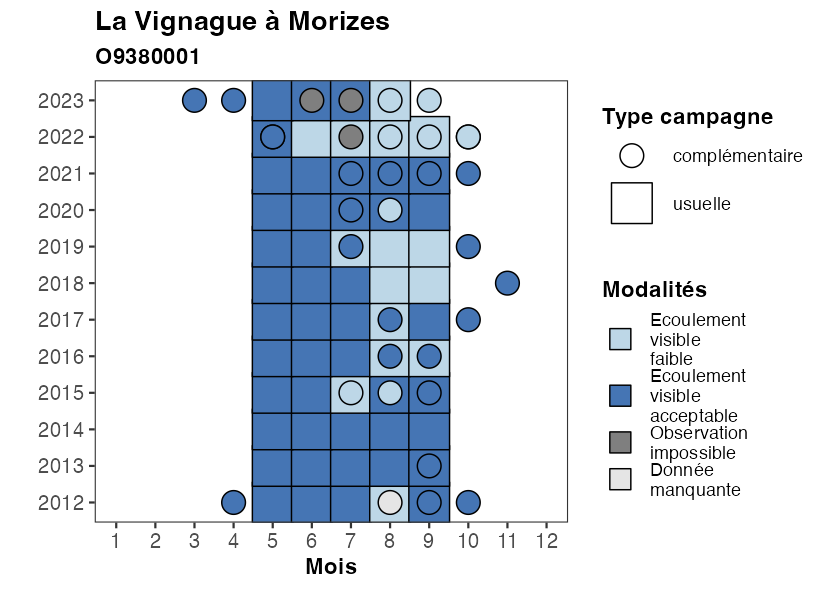 La Vignague à Morizes
O9380001
2023
2022
2021
2020
2019
2018
2017
2016
2015
2014
2013
2012
1 2 3 4 5 6 7 8 9 10 11 12
Mois
Type campagne
complémentaire
usuelle
Modalités
Ecoulement
visible
faible
Ecoulement
visible
acceptable
Observation
impossible
Donnée
manquante